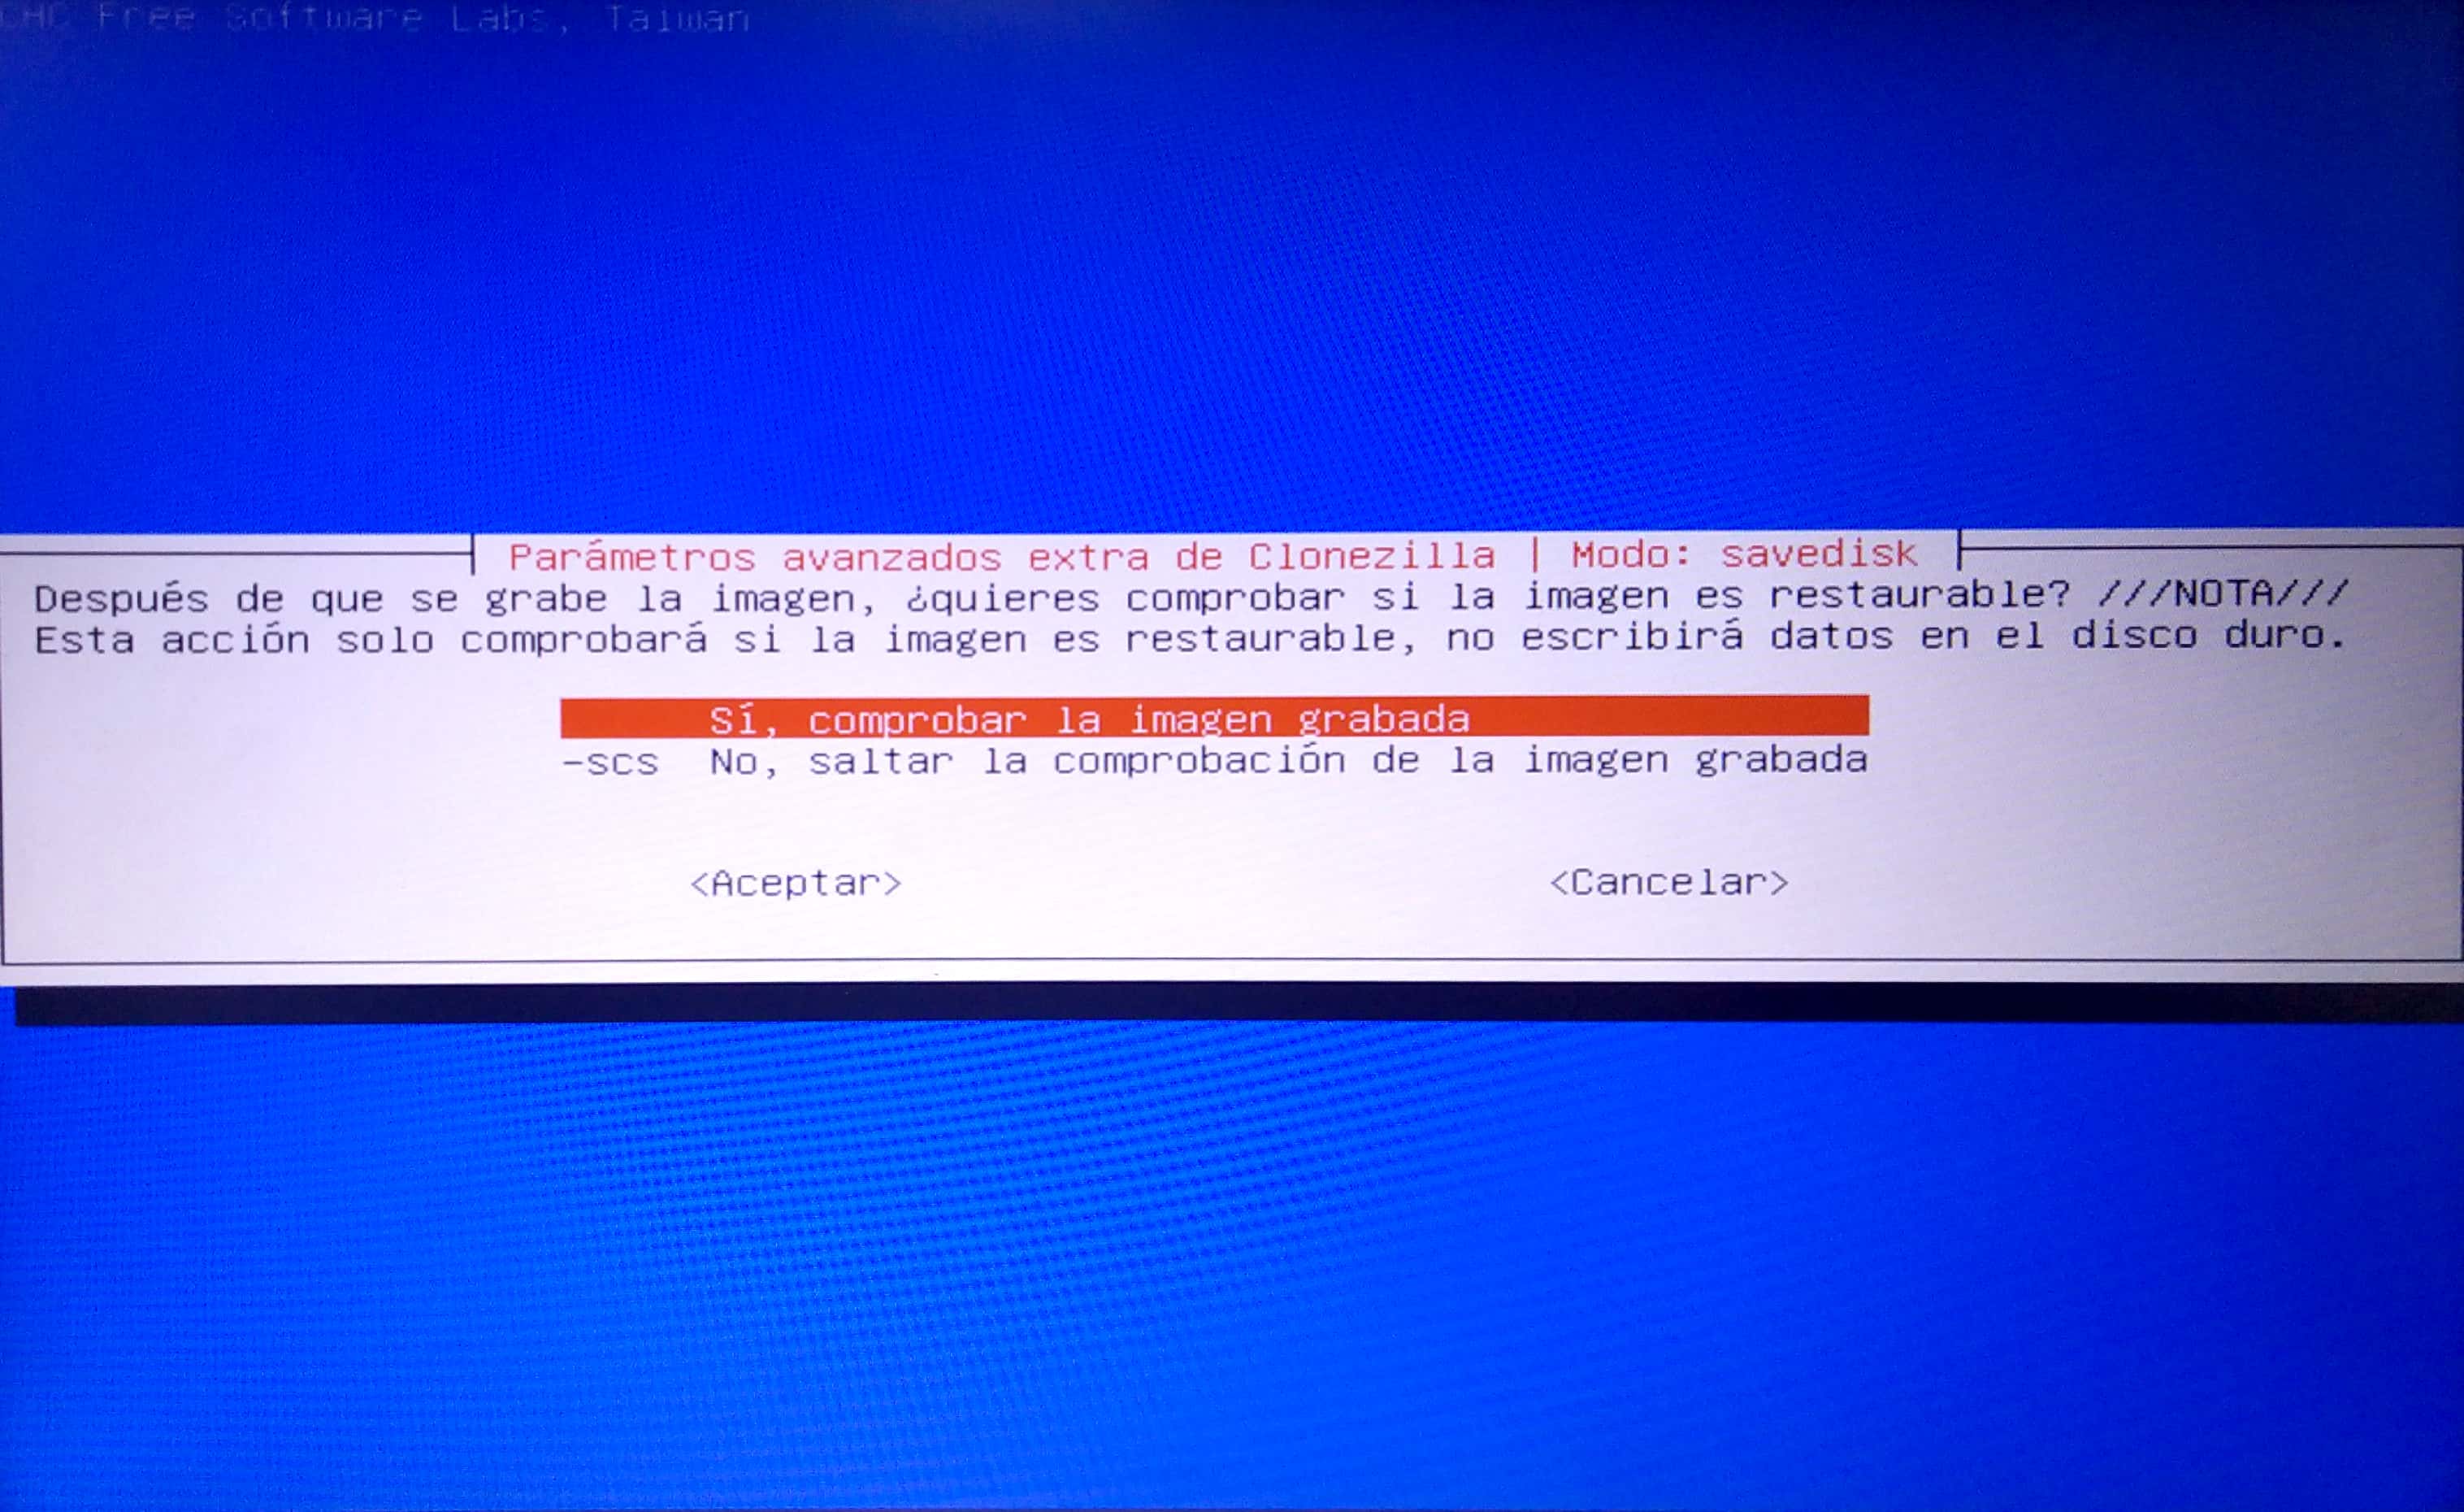 NCHC Free Software Labs, Taiwan
Parámetros avanzados extra de Clonezilla | Modo: savedisk
Después de que se grabe la imagen, ¿quieres comprobar si la imagen es restaurable? ///NOTA///
Esta acción solo comprobará si la imagen es restaurable, no escribirá datos en el disco duro.
Sí, comprobar la imagen grabada
-scs No, saltar la comprobación de la imagen grabada
<Aceptar> <Cancelar>